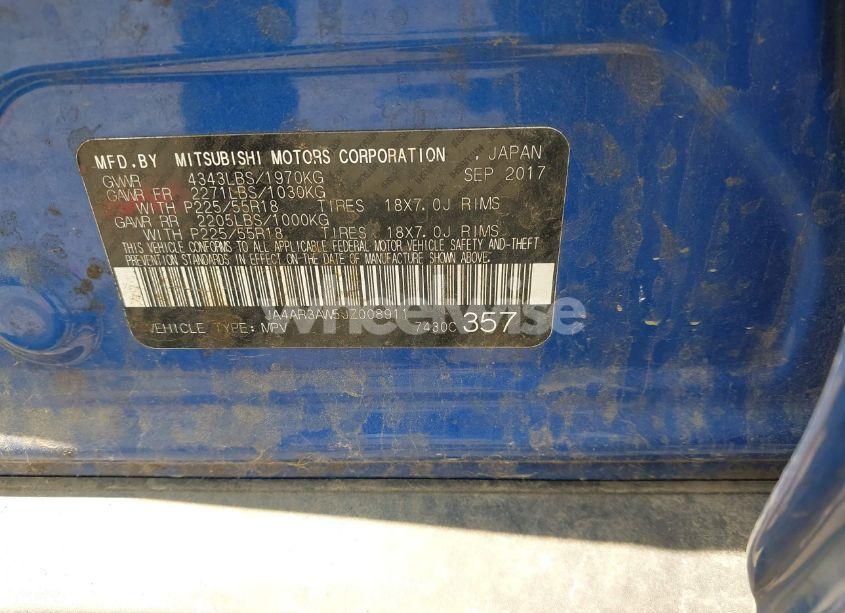 MFD.BY MITSUBISHI MOTORS CORPORATION , JAPAN
GVWR 4343LBS/1970KG SEP 2017
GAWR FR 2271LBS/1030KG
WITH P225/55R18 TIRES 18X7.0J RIMS
GAWR RR 2205LBS/1000KG
WITH P225/55R18 TIRES 18X7.0J RIMS
THIS VEHICLE CONFORMS TO ALL APPLICABLE FEDERAL MOTOR VEHICLE SAFETY AND-THEFT
PREVENTION STANDARDS IN EFFECT ON THE DATE OF MANUFACTURE SHOWN ABOVE.
JA4AR3AW5JZ008911
VEHICLE TYPE: MPV 7430C 357
wheelwise